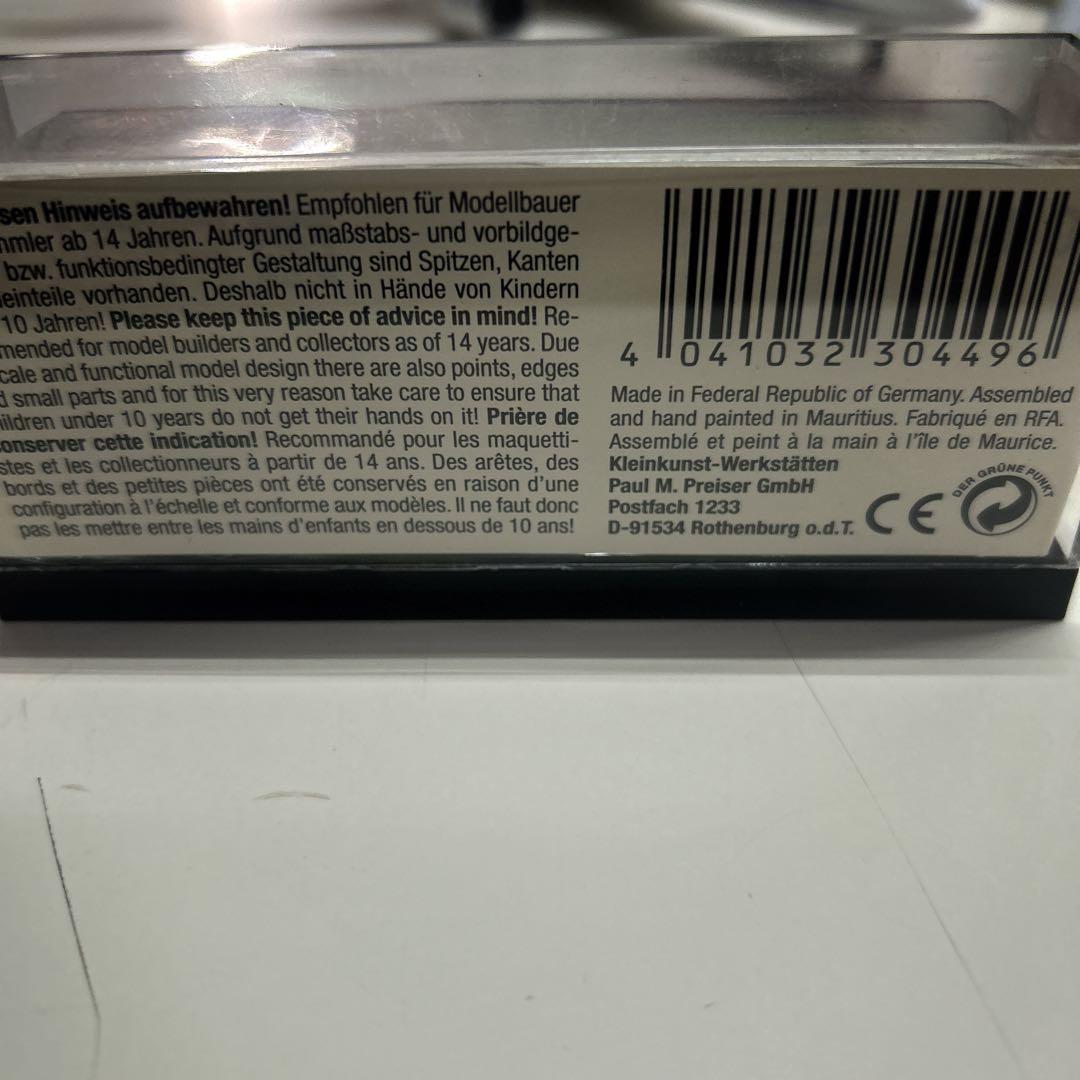 sen Hinweis aufbewahren! Empfohlen für Modellbauer
mmler ab 14 Jahren. Aufgrund maßstabs- und vorbildge-
bzw. funktionsbedingter Gestaltung sind Spitzen, Kanten
einteile vorhanden. Deshalb nicht in Hände von Kindern
10 Jahren! Please keep this piece of advice in mind! Re-
mended for model builders and collectors as of 14 years. Due
cale and functional model design there are also points, edges
d small parts and for this very reason take care to ensure that
ildren under 10 years do not get their hands on it! Prière de
onserver cette indication! Recommandé pour les maquetti-
stes et les collectionneurs à partir de 14 ans. Des arêtes, des
bords et des petites pièces ont été conservés en raison d'une
configuration à l'échelle et conforme aux modèles. Il ne faut donc
pas les mettre entre les mains d'enfants en dessous de 10 ans!
4 041032 304496
Made in Federal Republic of Germany. Assembled
and hand painted in Mauritius. Fabriqué en RFA.
Assemblé et peint à la main à l'île de Maurice.
Kleinkunst-Werkstätten
Paul M. Preiser GmbH
Postfach 1233
D-91534 Rothenburg o.d.T.
CE
DER GRÜNE PUNKT